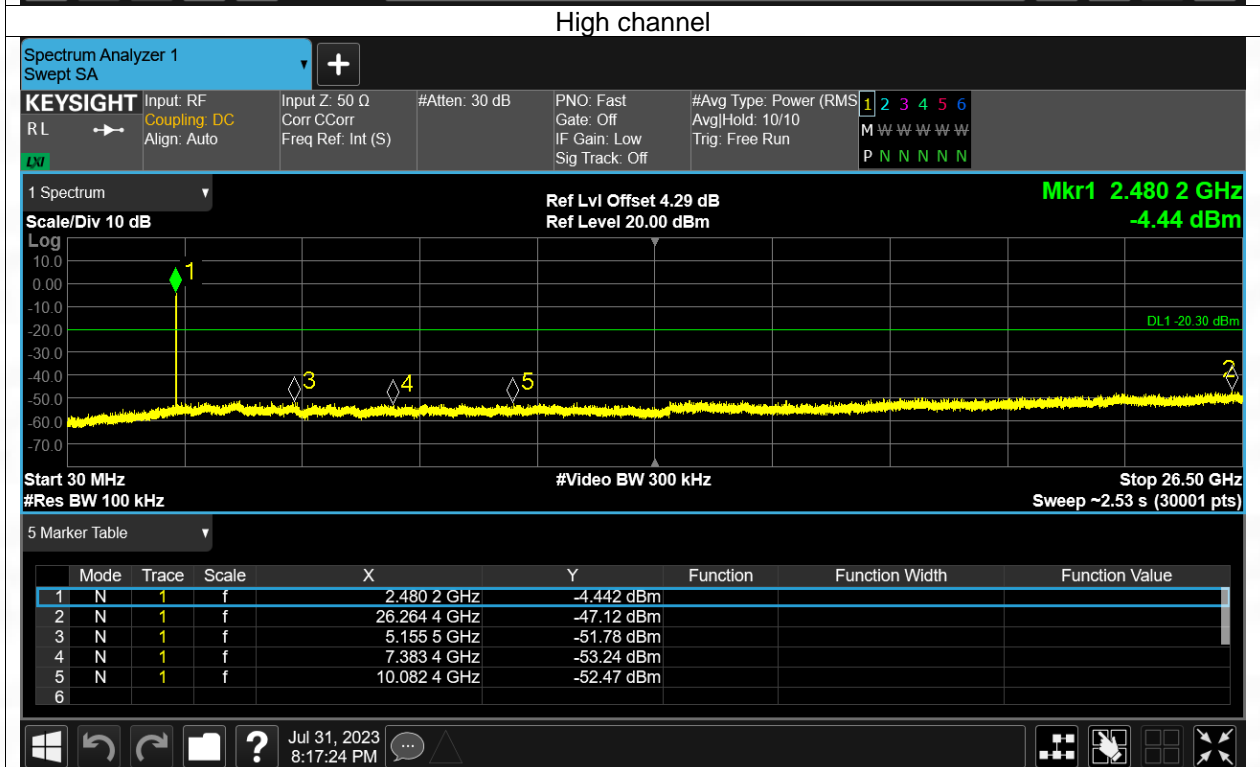 High channel
Spectrum Analyzer 1
Swept SA
+
KEYSIGHT Input: RF Input Z: 50 Ω #Atten: 30 dB PNO: Fast #Avg Type: Power (RMS 1 2 3 4 5 6
RL Coupling: DC Corr CCorr Gate: Off Avg|Hold: 10/10 M W W W W W
Align: Auto Freq Ref: Int (S) IF Gain: Low Trig: Free Run
LXI Sig Track: Off P N N N N N
1 Spectrum Ref Lvl Offset 4.29 dB Mkr1 2.480 2 GHz
Scale/Div 10 dB Ref Level 20.00 dBm -4.44 dBm
Log
10.0
1
0.00
-10.0
DL1 -20.30 dBm
-20.0
-30.0
2
-40.0
3 4 5
-50.0
-60.0
-70.0
Start 30 MHz #Video BW 300 kHz Stop 26.50 GHz
#Res BW 100 kHz Sweep ~2.53 s (30001 pts)
5 Marker Table
Mode Trace Scale X Y Function Function Width Function Value
1 N 1 f 2.480 2 GHz -4.442 dBm
2 N 1 f 26.264 4 GHz -47.12 dBm
3 N 1 f 5.155 5 GHz -51.78 dBm
4 N 1 f 7.383 4 GHz -53.24 dBm
5 N 1 f 10.082 4 GHz -52.47 dBm
6
? Jul 31, 2023
8:17:24 PM